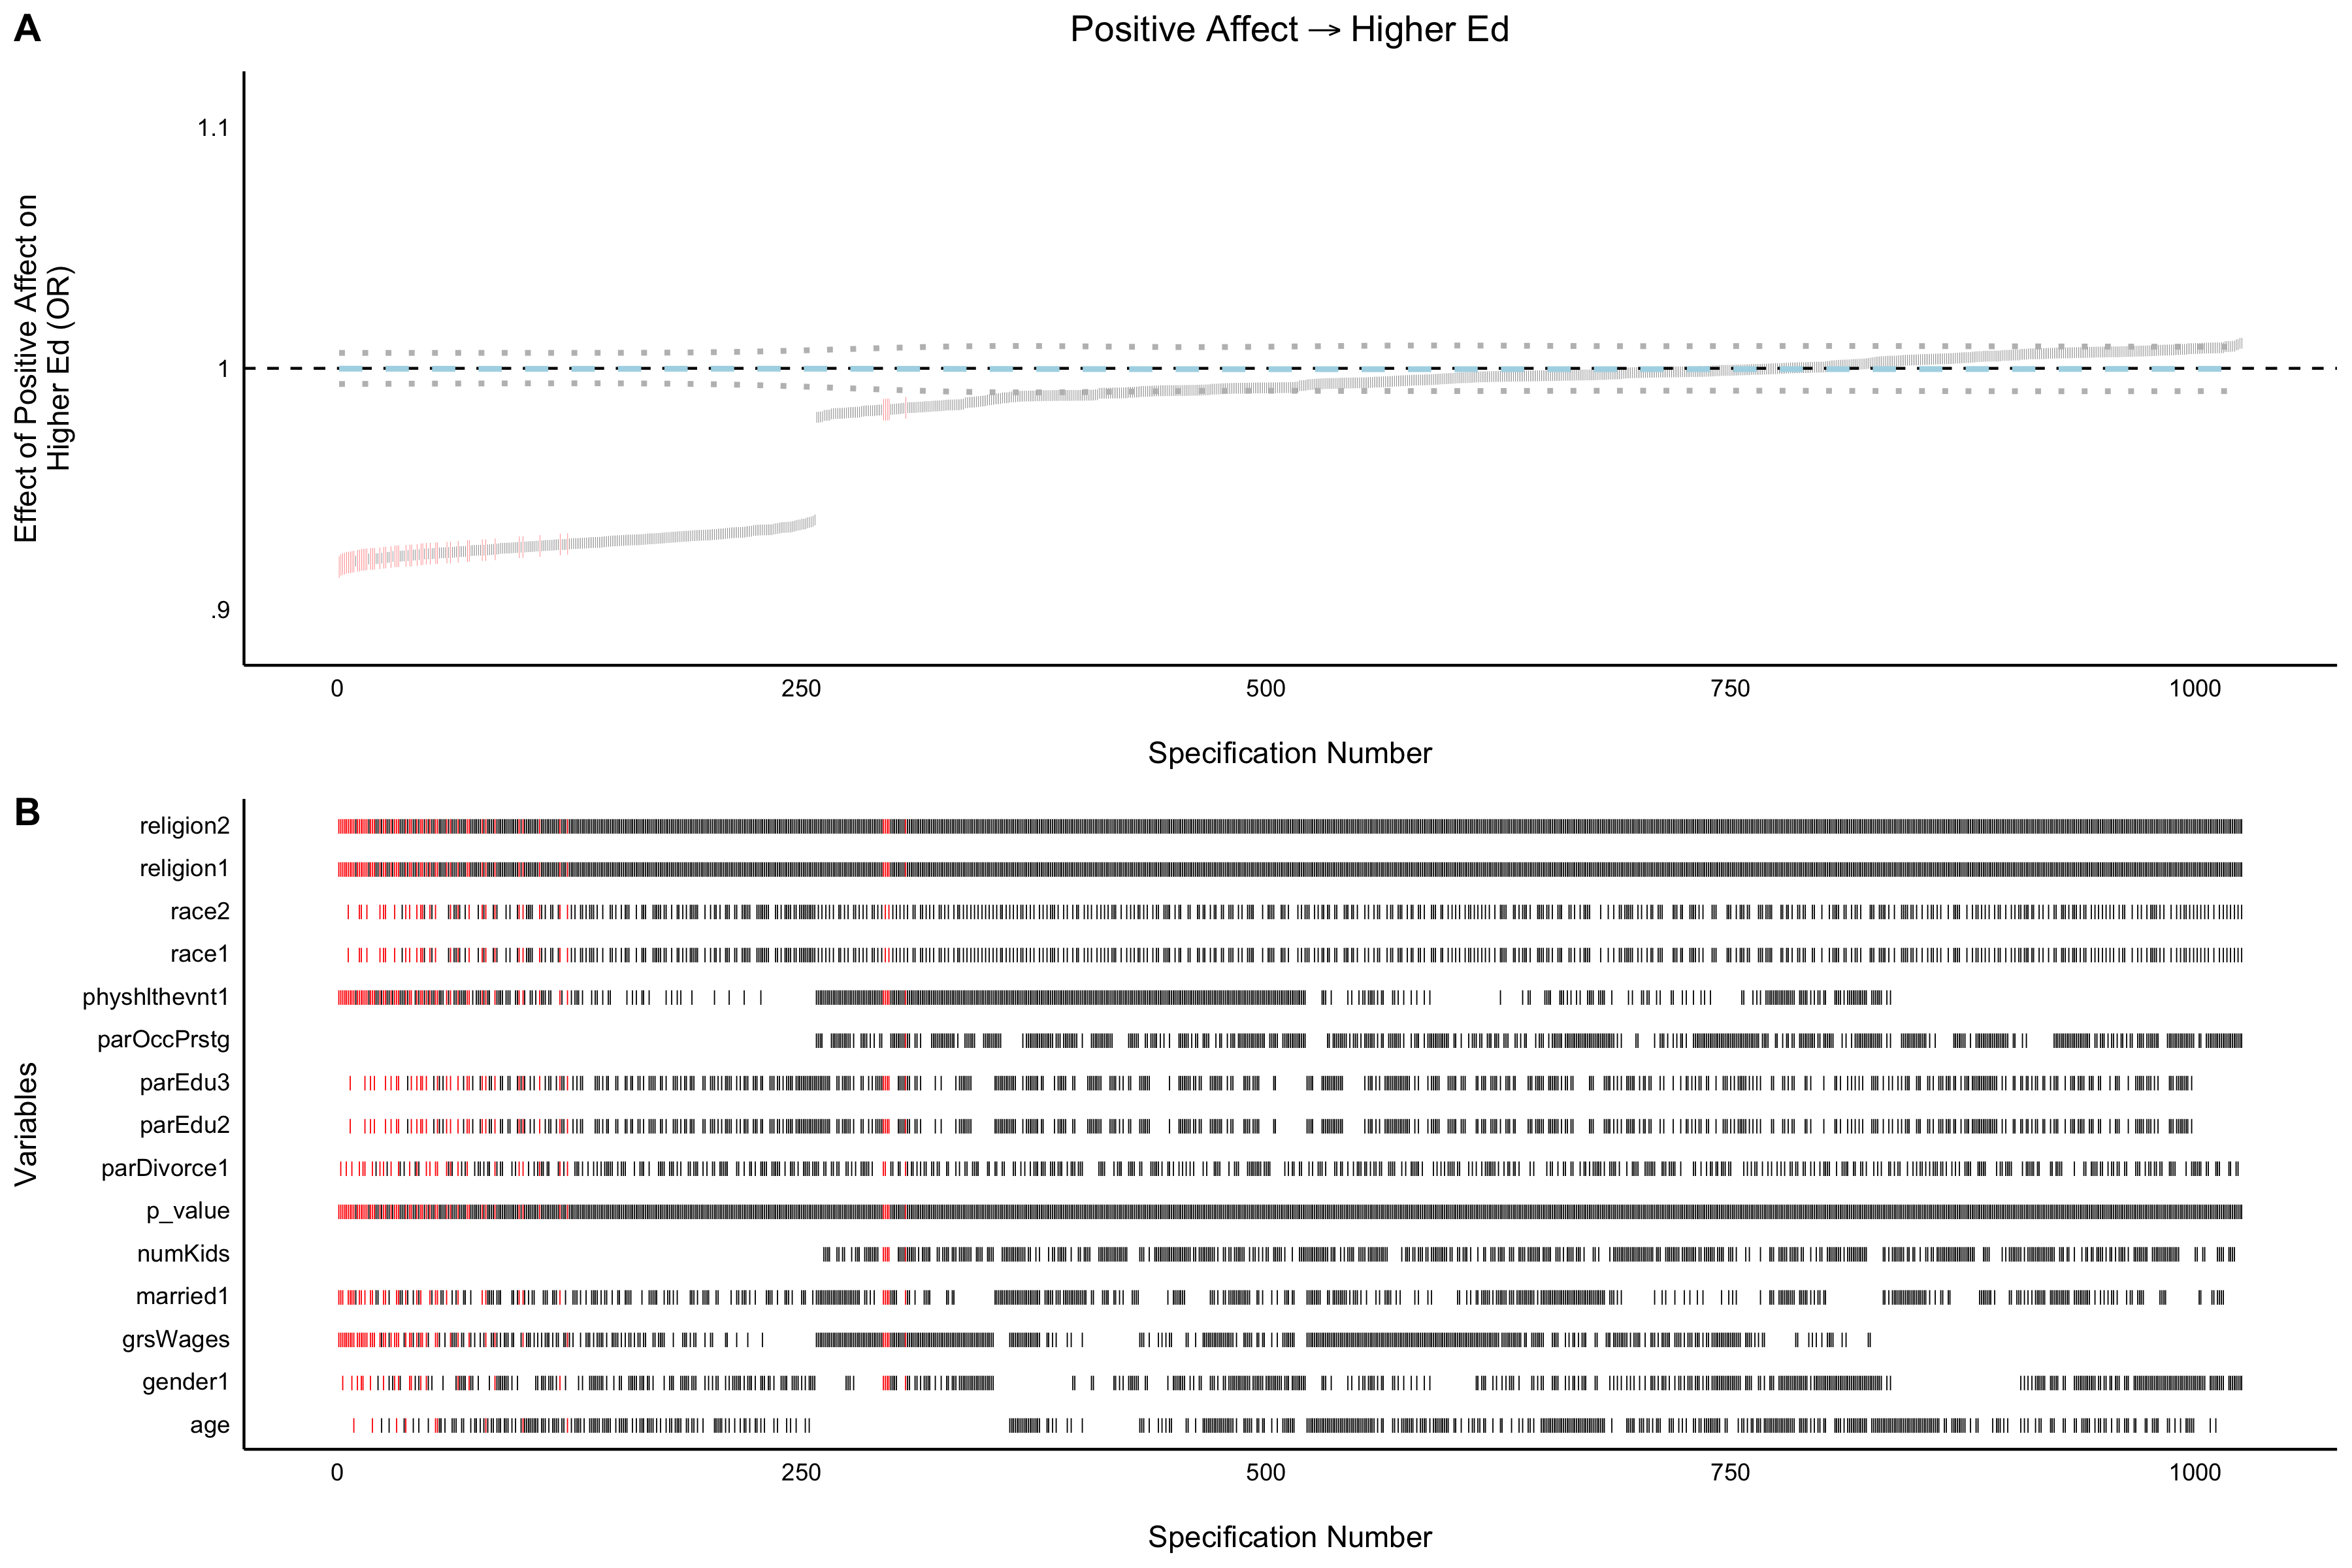 A
Positive Affect → Higher Ed
Effect of Positive Affect on
Higher Ed (OR)
1.1
1
.9
0 250 500 750 1000
Specification Number
B
Variables
religion2
religion1
race2
race1
physhlthevnt1
parOccPrstg
parEdu3
parEdu2
parDivorce1
p_value
numKids
married1
grsWages
gender1
age
0 250 500 750 1000
Specification Number